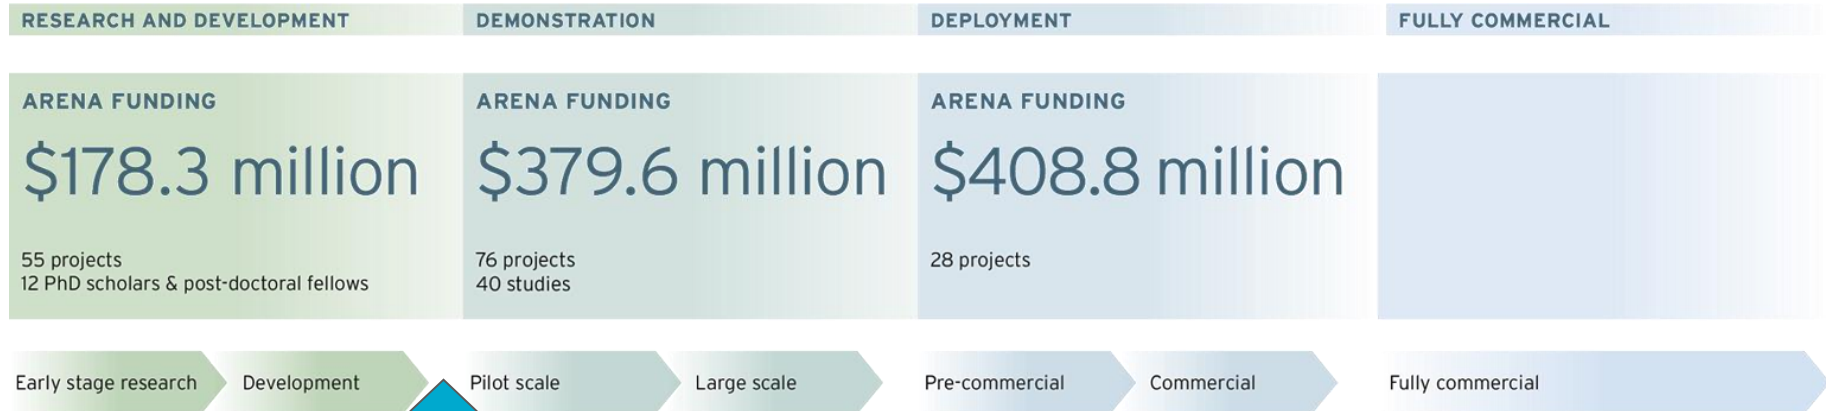 RESEARCH AND DEVELOPMENT
DEMONSTRATION
DEPLOYMENT
FULLY COMMERCIAL
ARENA FUNDING
$178.3 million
55 projects
12 PhD scholars & post-doctoral fellows
ARENA FUNDING
$379.6 million
76 projects
40 studies
ARENA FUNDING
$408.8 million
28 projects
Early stage research
Development
Pilot scale
Large scale
Pre-commercial
Commercial
Fully commercial